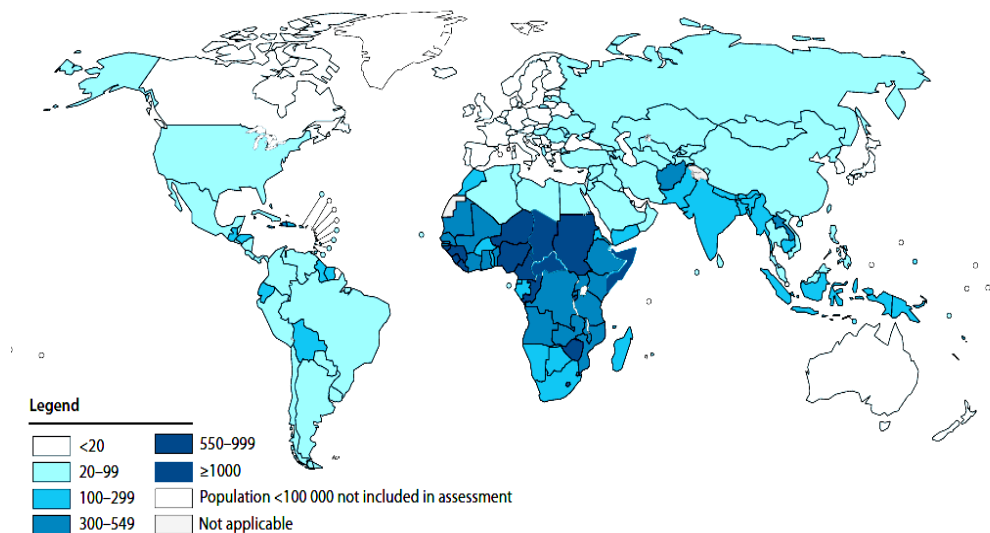 Legend
<20
20–99
100–299
300–549
550–999
≥1000
Population <100 000 not included in assessment
Not applicable